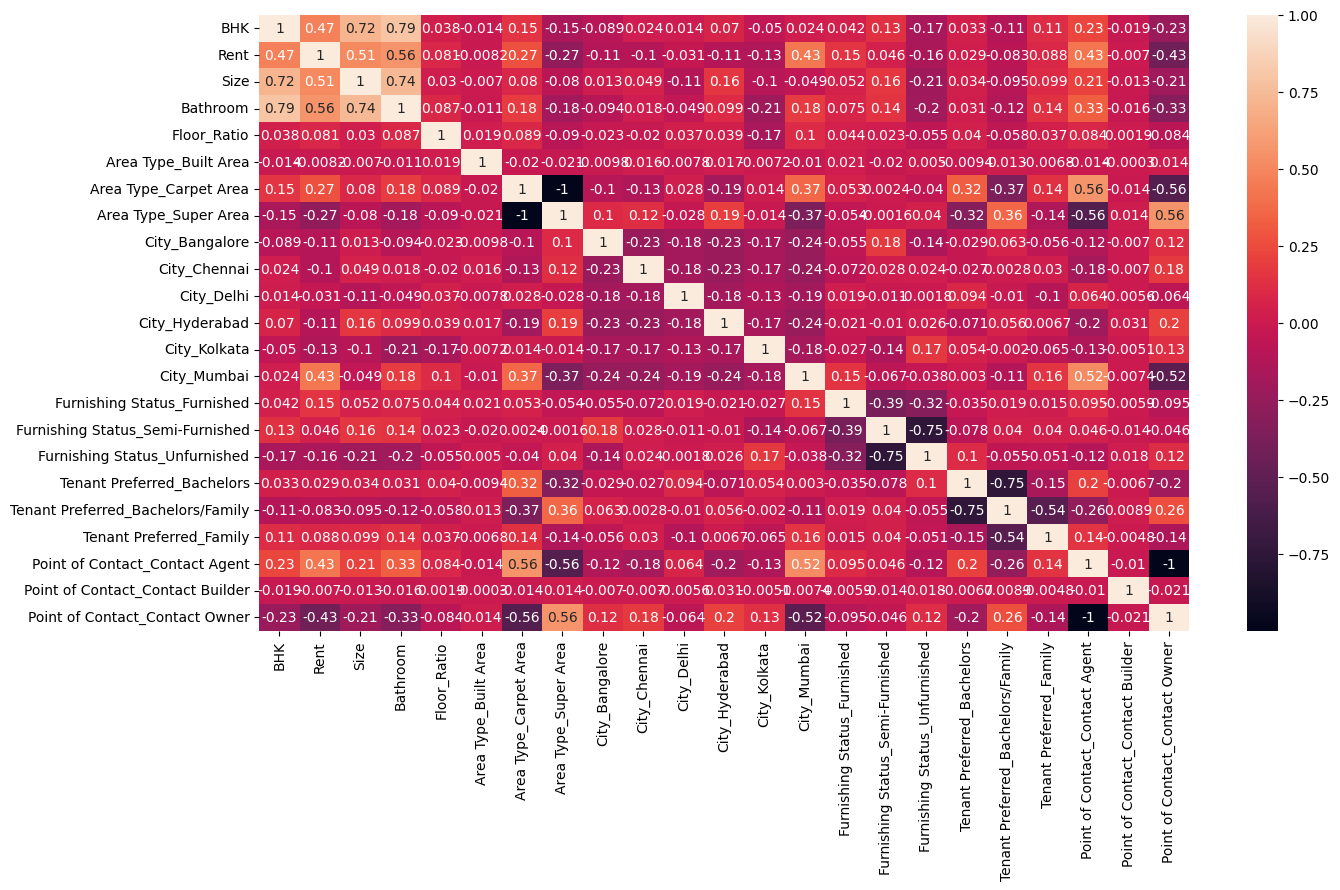 BHK 1 0.47 0.72 0.79 0.038 -0.014 0.15 -0.15 -0.089 0.024 0.014 0.07 -0.05 0.024 0.042 0.13 -0.17 0.033 -0.11 0.11 0.23 -0.019 -0.23
Rent 0.47 1 0.51 0.56 0.081 -0.0082 0.27 -0.27 -0.11 -0.1 -0.031 -0.11 -0.13 0.43 0.15 0.046 -0.16 0.029 -0.083 0.088 0.43 -0.007 -0.43
Size 0.72 0.51 1 0.74 0.03 -0.007 0.08 -0.08 0.013 0.049 -0.11 0.16 -0.1 -0.049 0.052 0.16 -0.21 0.034 -0.095 0.099 0.21 -0.013 -0.21
Bathroom 0.79 0.56 0.74 1 0.087 -0.011 0.18 -0.18 -0.094 0.018 -0.049 0.099 -0.21 0.18 0.075 0.14 -0.2 0.031 -0.12 0.14 0.33 -0.016 -0.33
Floor_Ratio 0.038 0.081 0.03 0.087 1 0.019 0.089 -0.09 -0.023 -0.02 0.037 0.039 -0.17 0.1 0.044 0.023 -0.055 0.04 -0.058 0.037 0.084 0.0019 -0.084
Area Type_Built Area -0.014 -0.0082 -0.007 -0.011 0.019 1 -0.02 -0.021 -0.0098 0.016 -0.0078 0.017 -0.0072 -0.01 0.021 -0.02 0.005 -0.0094 0.013 -0.0068 -0.014 -0.0003 0.014
Area Type_Carpet Area 0.15 0.27 0.08 0.18 0.089 -0.02 1 -1 -0.1 -0.13 0.028 -0.19 0.014 0.37 0.053 0.0024 -0.04 0.32 -0.37 0.14 0.56 -0.014 -0.56
Area Type_Super Area -0.15 -0.27 -0.08 -0.18 -0.09 -0.021 -1 1 0.1 0.12 -0.028 0.19 -0.014 -0.37 -0.054 -0.0016 0.04 -0.32 0.36 -0.14 -0.56 0.014 0.56
City_Bangalore -0.089 -0.11 0.013 -0.094 -0.023 -0.0098 -0.1 0.1 1 -0.23 -0.18 -0.23 -0.17 -0.24 -0.055 0.18 -0.14 -0.029 0.063 -0.056 -0.12 -0.007 0.12
City_Chennai 0.024 -0.1 0.049 0.018 -0.02 0.016 -0.13 0.12 -0.23 1 -0.18 -0.23 -0.17 -0.24 -0.072 0.028 0.024 -0.027 0.0028 0.03 -0.18 -0.007 0.18
City_Delhi 0.014 -0.031 -0.11 -0.049 0.037 -0.0078 0.028 -0.028 -0.18 -0.18 1 -0.18 -0.13 -0.19 0.019 -0.011 0.0018 0.094 -0.01 -0.1 0.064 -0.0056 -0.064
City_Hyderabad 0.07 -0.11 0.16 0.099 0.039 0.017 -0.19 0.19 -0.23 -0.23 -0.18 1 -0.17 -0.24 -0.021 -0.01 0.026 -0.071 0.056 0.0067 -0.2 0.031 0.2
City_Kolkata -0.05 -0.13 -0.1 -0.21 -0.17 -0.0072 0.014 -0.014 -0.17 -0.17 -0.13 -0.17 1 -0.18 -0.027 -0.14 0.17 0.054 -0.002 -0.065 -0.13 -0.0051 0.13
City_Mumbai 0.024 0.43 -0.049 0.18 0.1 -0.01 0.37 -0.37 -0.24 -0.24 -0.19 -0.24 -0.18 1 0.15 -0.067 -0.038 0.003 -0.11 0.16 0.52 -0.0074 -0.52
Furnishing Status_Furnished 0.042 0.15 0.052 0.075 0.044 0.021 0.053 -0.054 -0.055 -0.072 0.019 -0.021 -0.027 0.15 1 -0.39 -0.32 -0.035 0.019 0.015 0.095 -0.0059 -0.095
Furnishing Status_Semi-Furnished 0.13 0.046 0.16 0.14 0.023 -0.02 0.0024 -0.0016 0.18 0.028 -0.011 -0.01 -0.14 -0.067 -0.39 1 -0.75 -0.078 0.04 0.04 0.046 -0.014 -0.046
Furnishing Status_Unfurnished -0.17 -0.16 -0.21 -0.2 -0.055 0.005 -0.04 0.04 -0.14 0.024 0.0018 0.026 0.17 -0.038 -0.32 -0.75 1 0.1 -0.055 -0.051 -0.12 0.018 0.12
Tenant Preferred_Bachelors 0.033 0.029 0.034 0.031 0.04 -0.0094 0.32 -0.32 -0.029 -0.027 0.094 -0.071 0.054 0.003 -0.035 -0.078 0.1 1 -0.75 -0.15 0.2 -0.0067 -0.2
Tenant Preferred_Bachelors/Family -0.11 -0.083 -0.095 -0.12 -0.058 0.013 -0.37 0.36 0.063 0.0028 -0.01 0.056 -0.002 -0.11 0.019 0.04 -0.055 -0.75 1 -0.54 -0.26 0.0089 0.26
Tenant Preferred_Family 0.11 0.088 0.099 0.14 0.037 -0.0068 0.14 -0.14 -0.056 0.03 -0.1 0.0067 -0.065 0.16 0.015 0.04 -0.051 -0.15 -0.54 1 0.14 -0.0048 -0.14
Point of Contact_Contact Agent 0.23 0.43 0.21 0.33 0.084 -0.014 0.56 -0.56 -0.12 -0.18 0.064 -0.2 -0.13 0.52 0.095 0.046 -0.12 0.2 -0.26 0.14 1 -0.01 -1
Point of Contact_Contact Builder -0.019 -0.007 -0.013 -0.016 0.0019 -0.0003 -0.014 0.014 -0.007 -0.007 -0.0056 0.031 -0.0051 -0.0074 -0.0059 -0.014 0.018 -0.0067 0.0089 -0.0048 -0.01 1 -0.021
Point of Contact_Contact Owner -0.23 -0.43 -0.21 -0.33 -0.084 0.014 -0.56 0.56 0.12 0.18 -0.064 0.2 0.13 -0.52 -0.095 -0.046 0.12 -0.2 0.26 -0.14 -1 -0.021 1
BHK
Rent
Size
Bathroom
Floor_Ratio
Area Type_Built Area
Area Type_Carpet Area
Area Type_Super Area
City_Bangalore
City_Chennai
City_Delhi
City_Hyderabad
City_Kolkata
City_Mumbai
Furnishing Status_Furnished
Furnishing Status_Semi-Furnished
Furnishing Status_Unfurnished
Tenant Preferred_Bachelors
Tenant Preferred_Bachelors/Family
Tenant Preferred_Family
Point of Contact_Contact Agent
Point of Contact_Contact Builder
Point of Contact_Contact Owner
1.00
0.75
0.50
0.25
0.00
−0.25
−0.50
−0.75